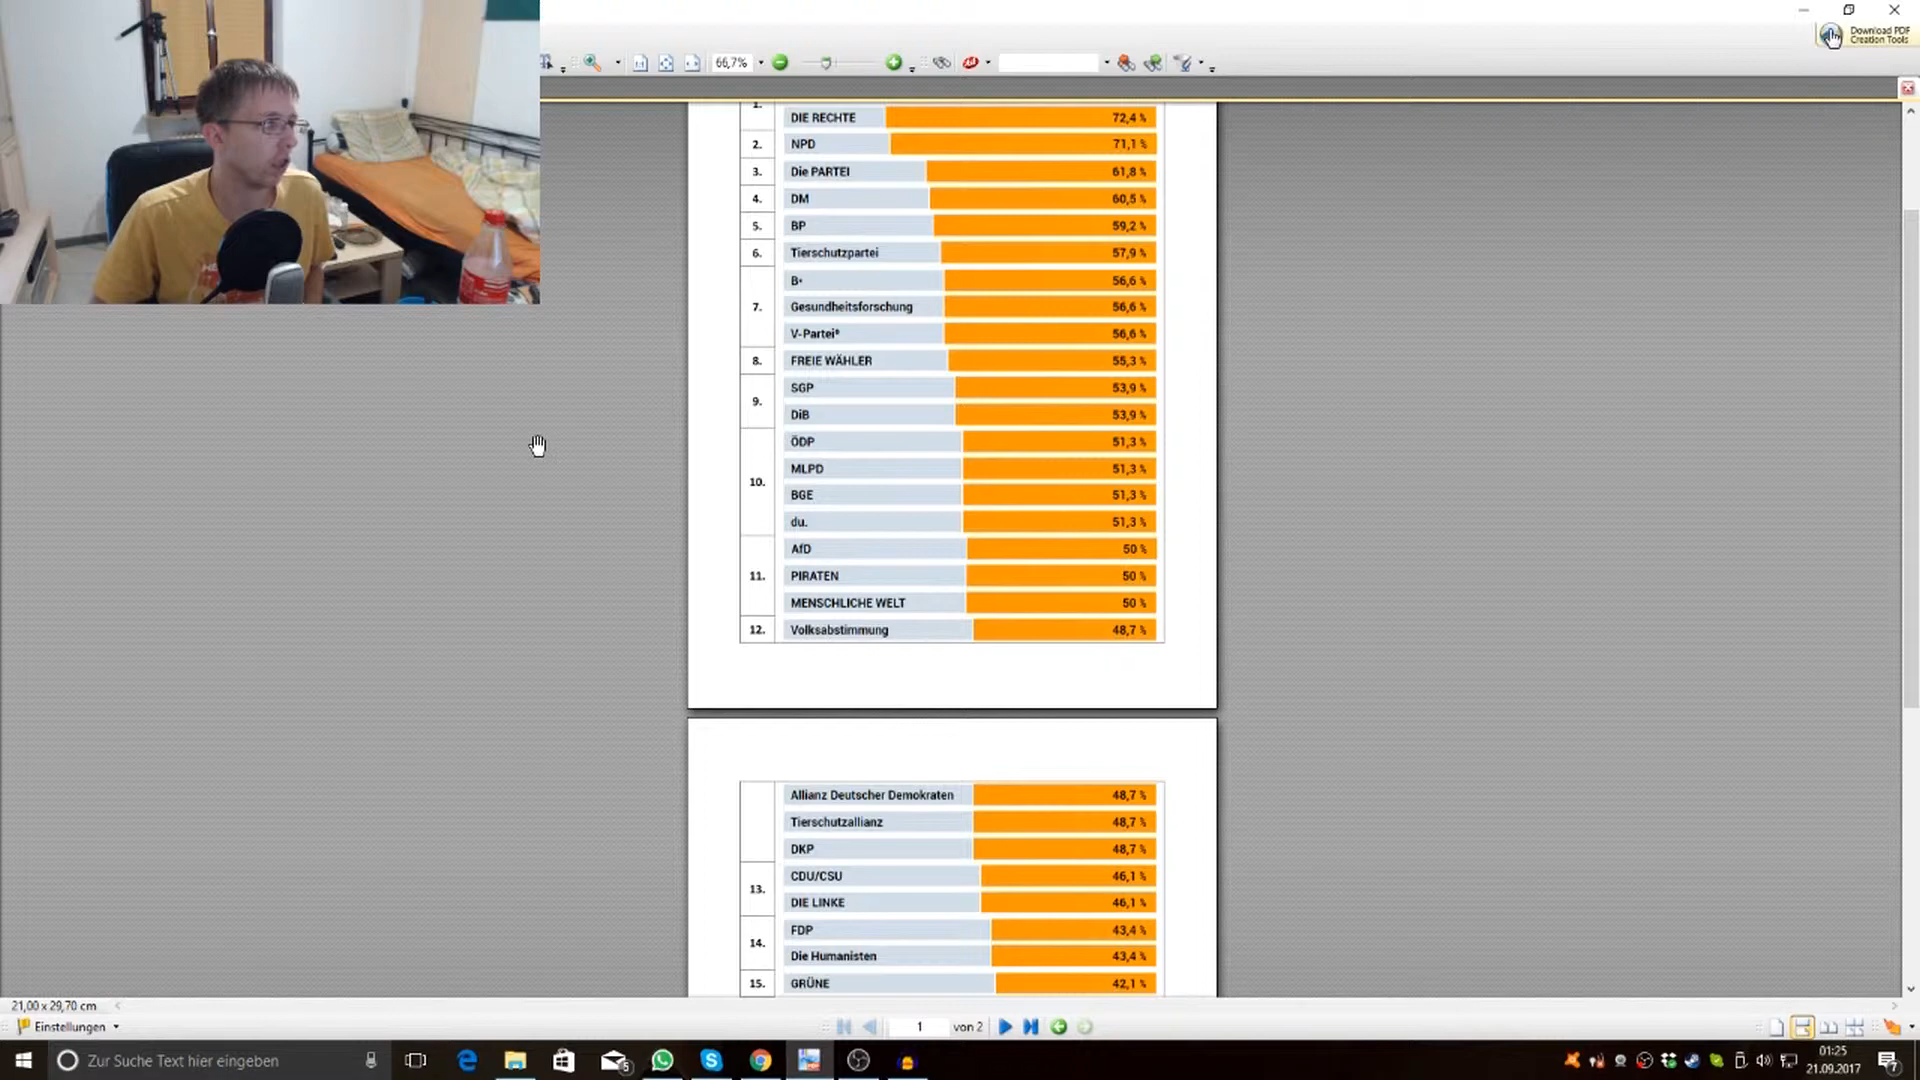 Download PDF
Creation Tools
66,7%
1.
DIE RECHTE 72,4 %
2. NPD 71,1 %
3. Die PARTEI 61,8 %
4. DM 60,5 %
5. BP 59,2 %
6. Tierschutzpartei 57,9 %
B* 56,6 %
7. Gesundheitsforschung 56,6 %
V-Partei³ 56,6 %
8. FREIE WÄHLER 55,3 %
SGP 53,9 %
9.
DiB 53,9 %
ÖDP 51,3 %
MLPD 51,3 %
10.
BGE 51,3 %
du. 51,3 %
AfD 50 %
11. PIRATEN 50 %
MENSCHLICHE WELT 50 %
12. Volksabstimmung 48,7 %
Allianz Deutscher Demokraten 48,7 %
Tierschutzallianz 48,7 %
DKP 48,7 %
CDU/CSU 46,1 %
13.
DIE LINKE 46,1 %
FDP 43,4 %
14.
Die Humanisten 43,4 %
15. GRÜNE 42,1 %
21,00 x 29,70 cm
Einstellungen
1 von 2
Zur Suche Text hier eingeben
5
01:25
21.09.2017
7